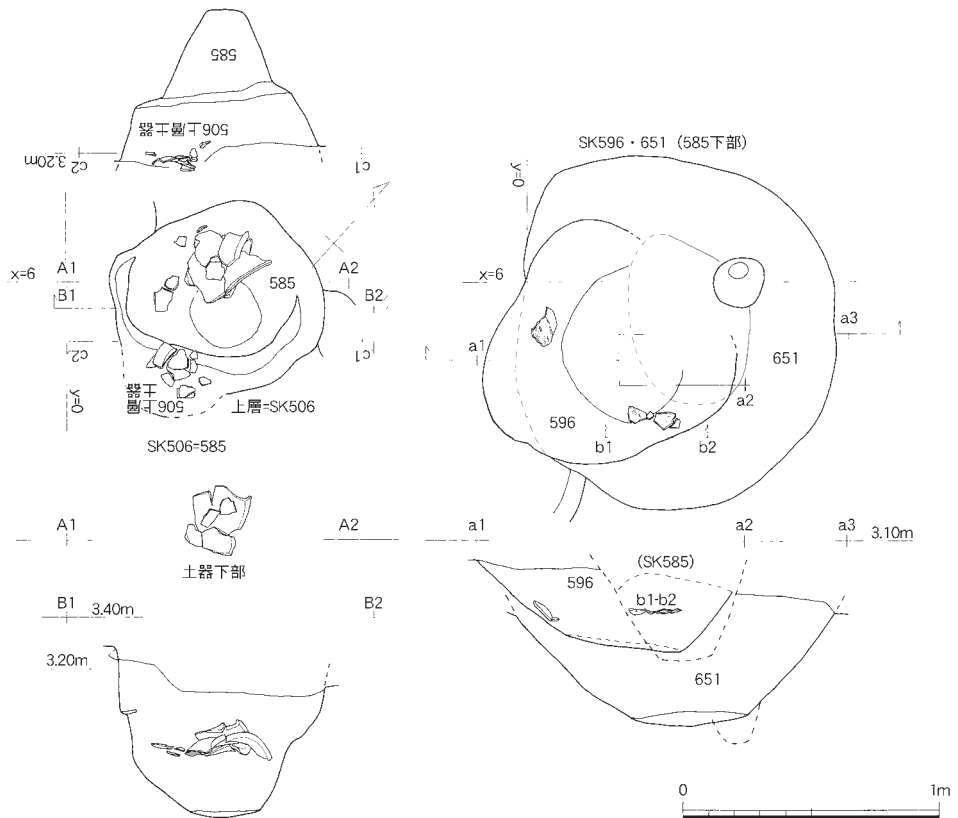 585
506上層土器
3.20m
c2
c1
A1
x=6
B1
585
A2
B2
c2
c1
y=0
506上層
土器
上層=SK506
SK506=585
A1
A2
土器下部
B1
3.40m
B2
3.20m
SK596・651（585下部）
y=0
x=6
a3
a1
651
a2
596
b1
b2
a1
a2
a3
3.10m
(SK585)
596
b1-b2
651
0
1m